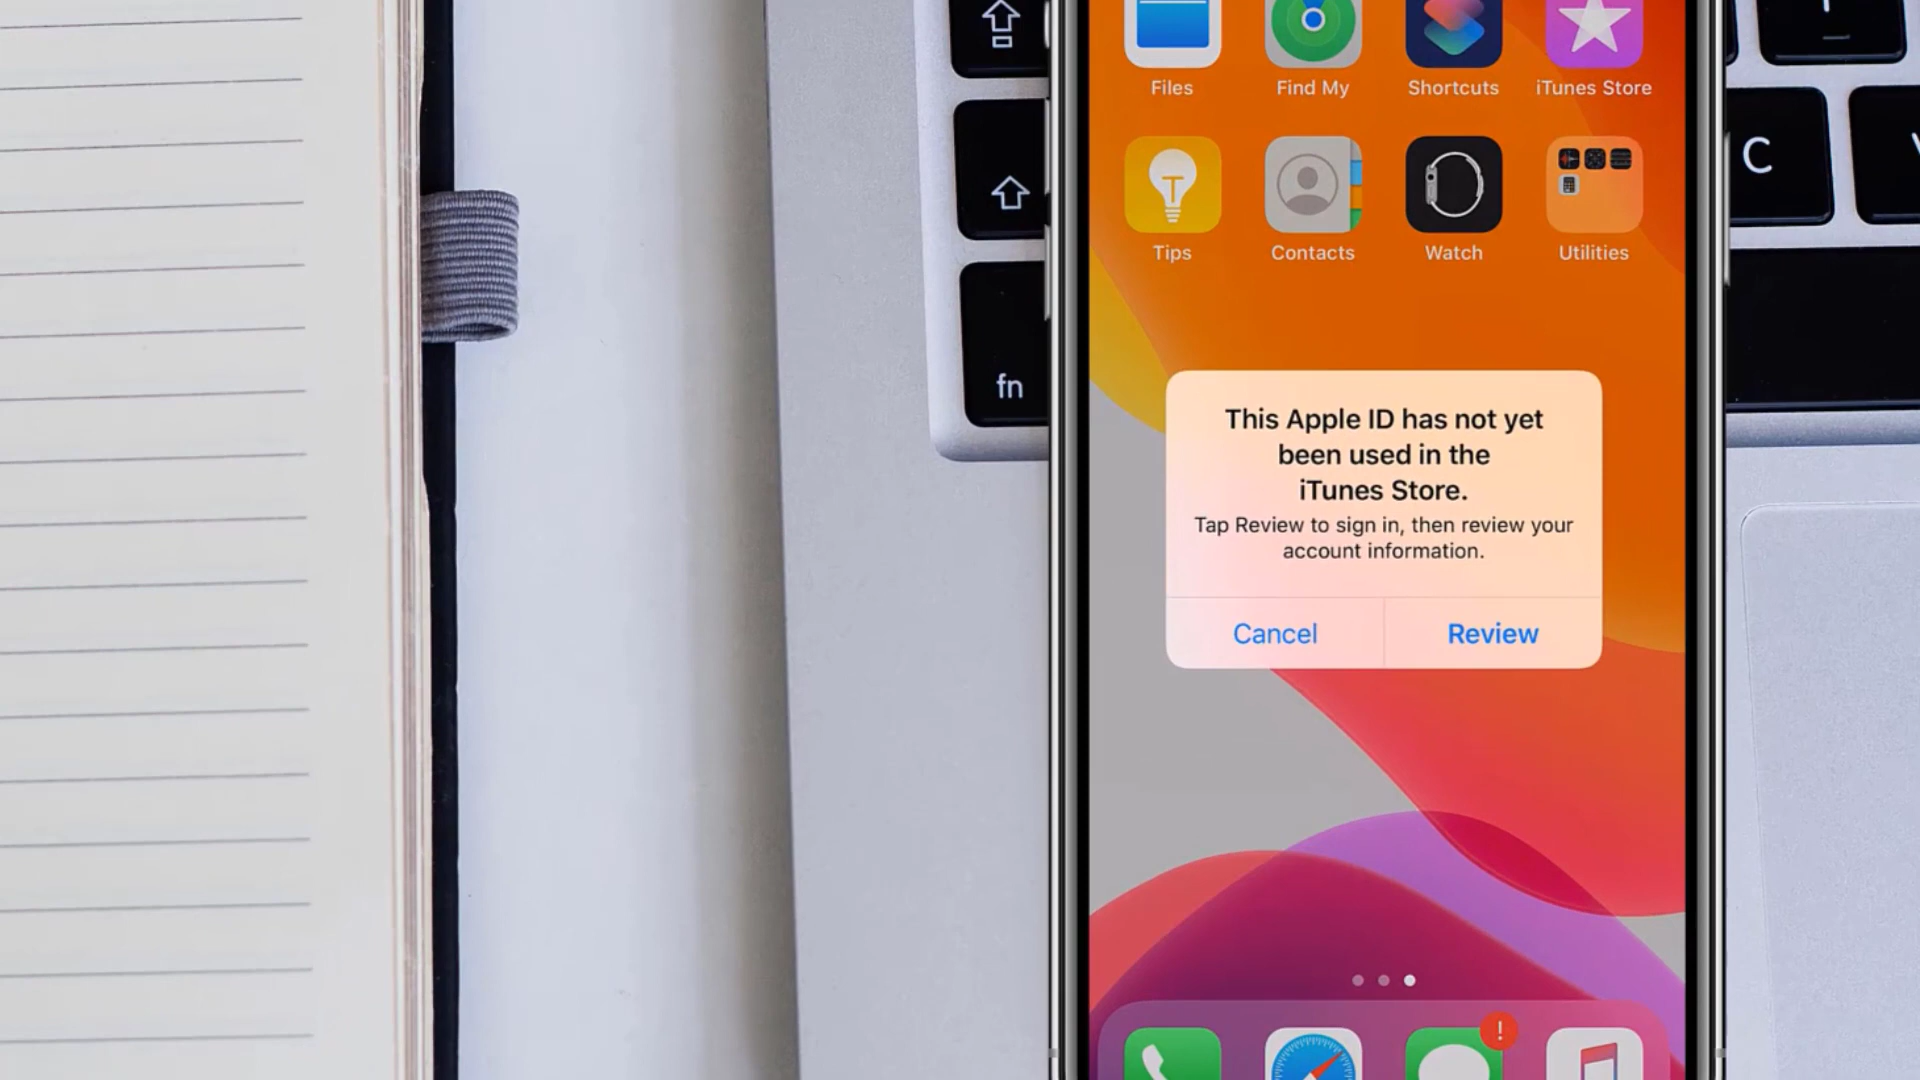 Files
Find My
Shortcuts
iTunes Store
Tips
Contacts
Watch
Utilities
C
fn
This Apple ID has not yet
been used in the
iTunes Store.
Tap Review to sign in, then review your
account information.
Cancel
Review
!